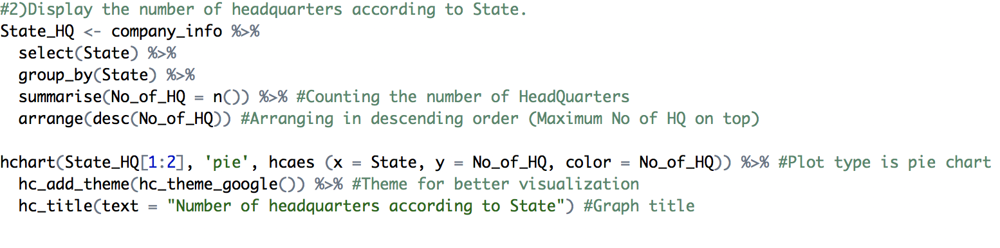 #2)Display the number of headquarters according to State.
State_HQ <- company_info %>%
  select(State) %>%
  group_by(State) %>%
  summarise(No_of_HQ = n()) %>% #Counting the number of HeadQuarters
  arrange(desc(No_of_HQ)) #Arranging in descending order (Maximum No of HQ on top)

hchart(State_HQ[1:2], 'pie', hcaes (x = State, y = No_of_HQ, color = No_of_HQ)) %>% #Plot type is pie chart
  hc_add_theme(hc_theme_google()) %>% #Theme for better visualization
  hc_title(text = "Number of headquarters according to State") #Graph title